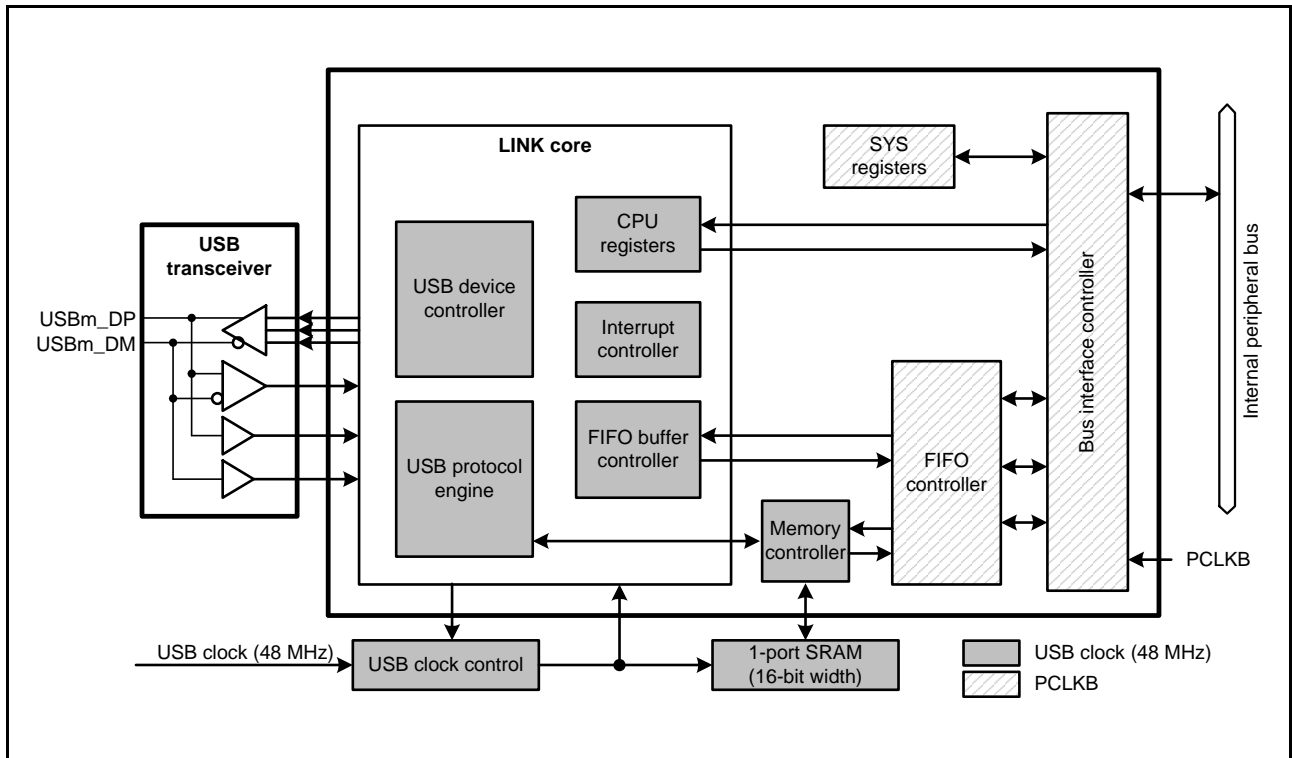 LINK core
SYS
registers
CPU
registers
USB
transceiver
USB device
controller
USBm_DP
USBm_DM
Interrupt
controller
Bus interface controller
Internal peripheral bus
FIFO buffer
controller
USB protocol
engine
FIFO
controller
Memory
controller
PCLKB
USB clock (48 MHz)
USB clock control
1-port SRAM
(16-bit width)
USB clock (48 MHz)
PCLKB